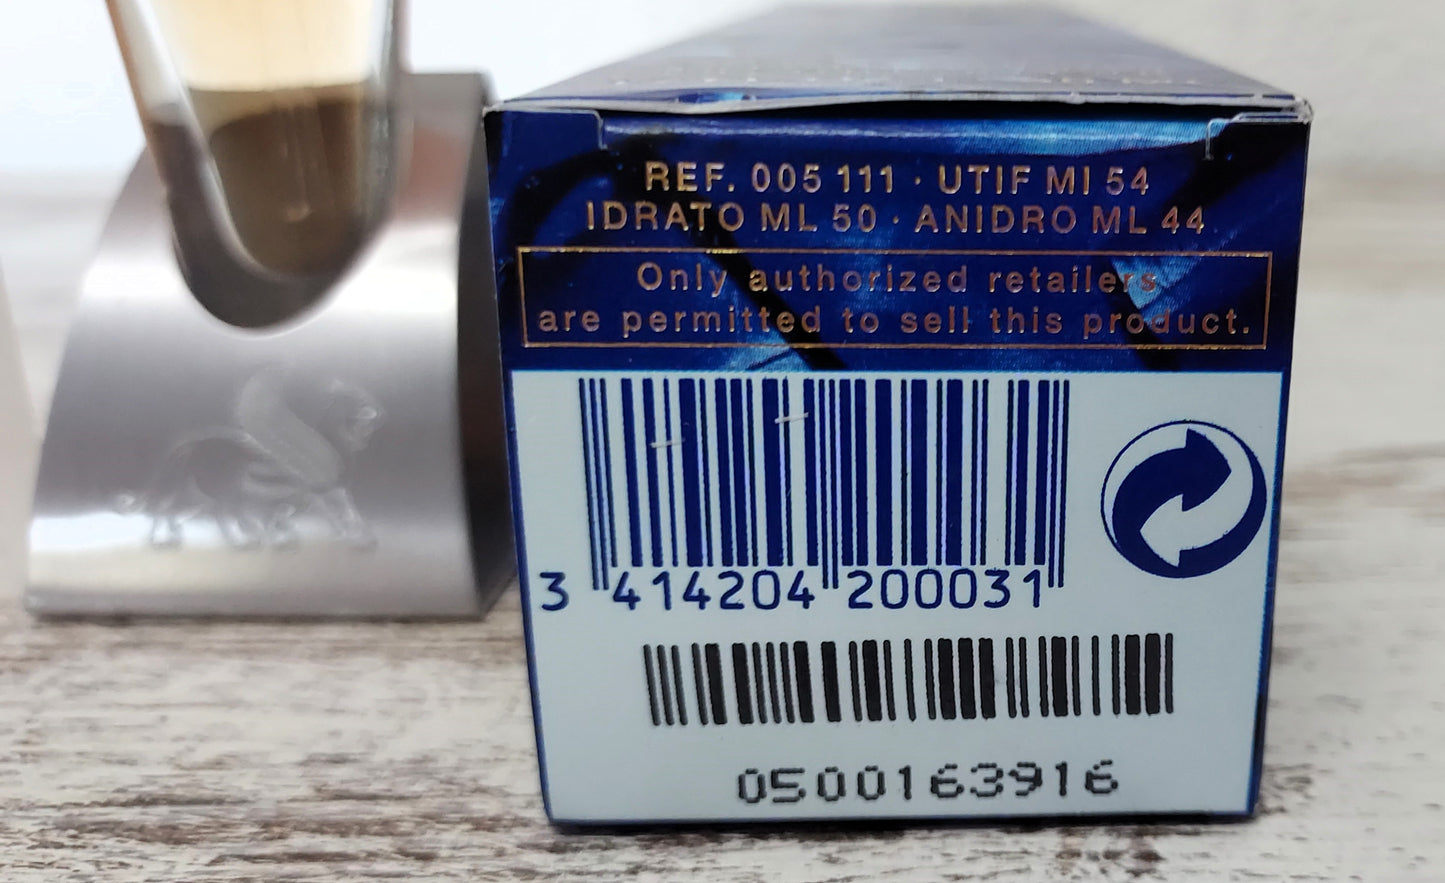 REF. 005 111 · UTIF MI 54
IDRATO ML 50 · ANIDRO ML 44
Only authorized retailers
are permitted to sell this product.
3 414204 200031
0500163916